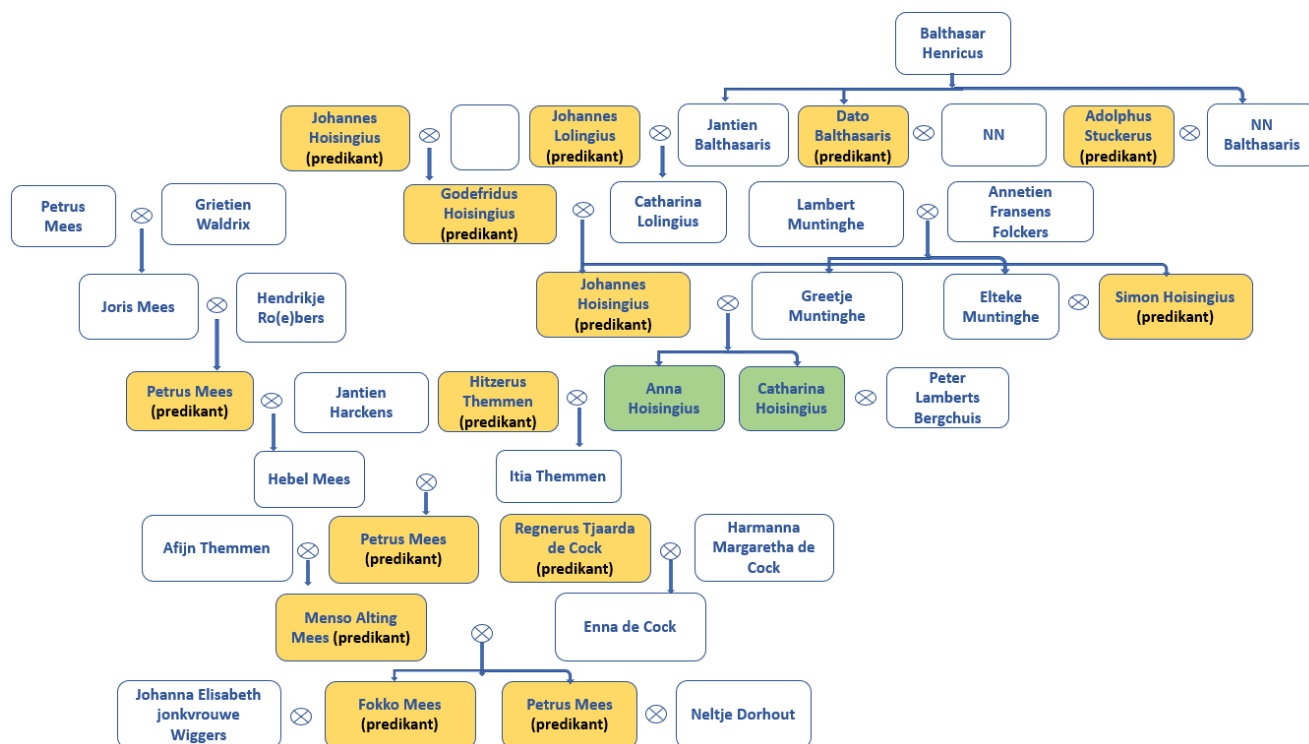 Balthasar
Henricus
Johannes
Hoisingius
(predikant)
Johannes
Lolingius
(predikant)
Jantien
Balthasaris
Dato
Balthasaris
(predikant)
NN
Adolphus
Stuckerus
(predikant)
NN
Balthasaris
Petrus
Mees
Grietien
Waldrix
Godefridus
Hoisingius
(predikant)
Catharina
Lolingius
Lambert
Muntinghe
Annetien
Fransens
Folckers
Joris Mees
Hendrikje
Ro(e)bers
Johannes
Hoisingius
(predikant)
Greetje
Muntinghe
Elteke
Muntinghe
Simon Hoisingius
(predikant)
Petrus Mees
(predikant)
Jantien
Harckens
Hitzerus
Themmen
(predikant)
Anna
Hoisingius
Catharina
Hoisingius
Peter
Lamberts
Bergchuis
Hebel Mees
Itia Themmen
Afijn Themmen
Petrus Mees
(predikant)
Regnerus Tjaarda
de Cock
(predikant)
Harmanna
Margaretha de
Cock
Menso Alting
Mees (predikant)
Enna de Cock
Johanna Elisabeth
jonkvrouwe
Wiggers
Fokko Mees
(predikant)
Petrus Mees
(predikant)
Neltje Dorhout